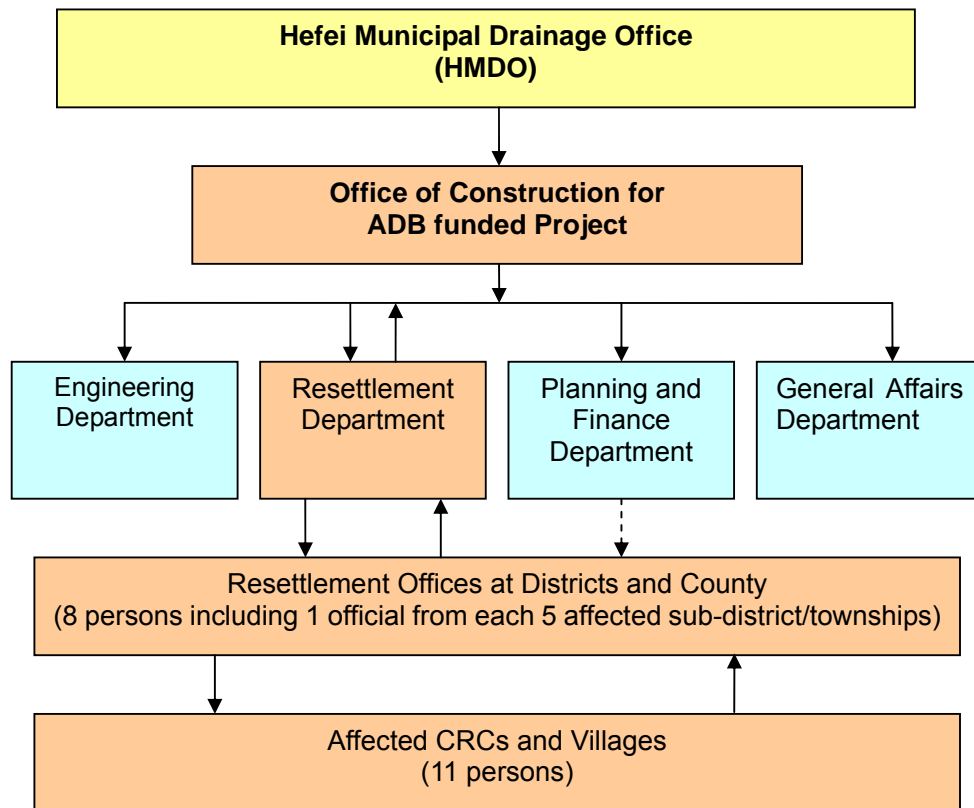 Hefei Municipal Drainage Office
(HMDO)
Office of Construction for
ADB funded Project
Engineering
Department
Resettlement
Department
Planning and
Finance
Department
General Affairs
Department
Resettlement Offices at Districts and County
(8 persons including 1 official from each 5 affected sub-district/townships)
Affected CRCs and Villages
(11 persons)